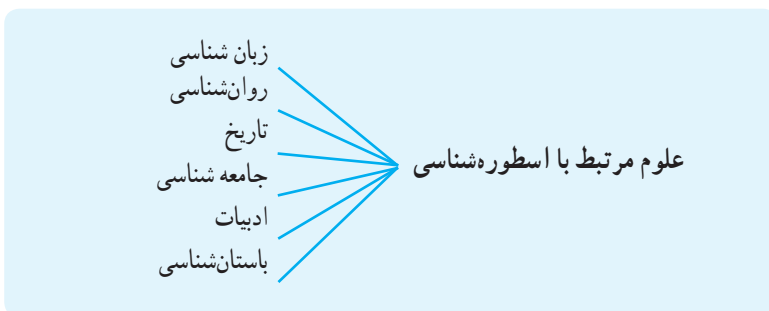 علوم مرتبط با اسطوره‌شناسی
زبان شناسی
روان‌شناسی
تاریخ
جامعه شناسی
ادبیات
باستان‌شناسی